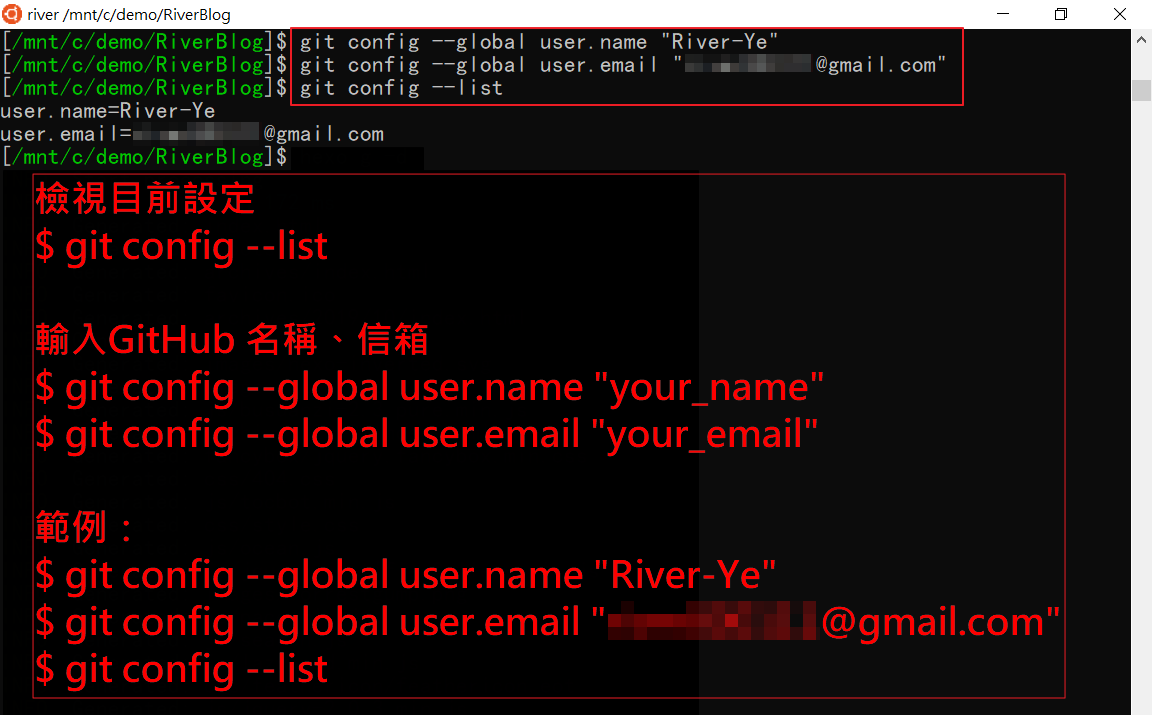 river /mnt/c/demo/RiverBlog
[/mnt/c/demo/RiverBlog]$ git config --global user.name "River-Ye"
[/mnt/c/demo/RiverBlog]$ git config --global user.email "@gmail.com"
[/mnt/c/demo/RiverBlog]$ git config --list
user.name=River-Ye
user.email=@gmail.com
[/mnt/c/demo/RiverBlog]$
檢視目前設定
$ git config --list
輸入GitHub 名稱、信箱
$ git config --global user.name "your_name"
$ git config --global user.email "your_email"
範例：
$ git config --global user.name "River-Ye"
$ git config --global user.email "@gmail.com"
$ git config --list